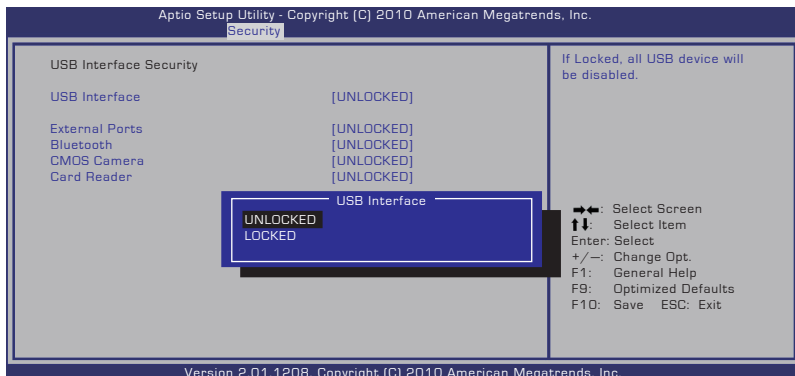 Aptio Setup Utility - Copyright (C) 2010 American Megatrends, Inc.
Security
USB Interface Security
USB Interface [UNLOCKED]
External Ports [UNLOCKED]
Bluetooth [UNLOCKED]
CMOS Camera [UNLOCKED]
Card Reader [UNLOCKED]
USB Interface
UNLOCKED
LOCKED
If Locked, all USB device will
be disabled.
→←: Select Screen
↑↓: Select Item
Enter: Select
+/—: Change Opt.
F1: General Help
F9: Optimized Defaults
F10: Save ESC: Exit
Version 2.01.1208. Copyright (C) 2010 American Megatrends, Inc.